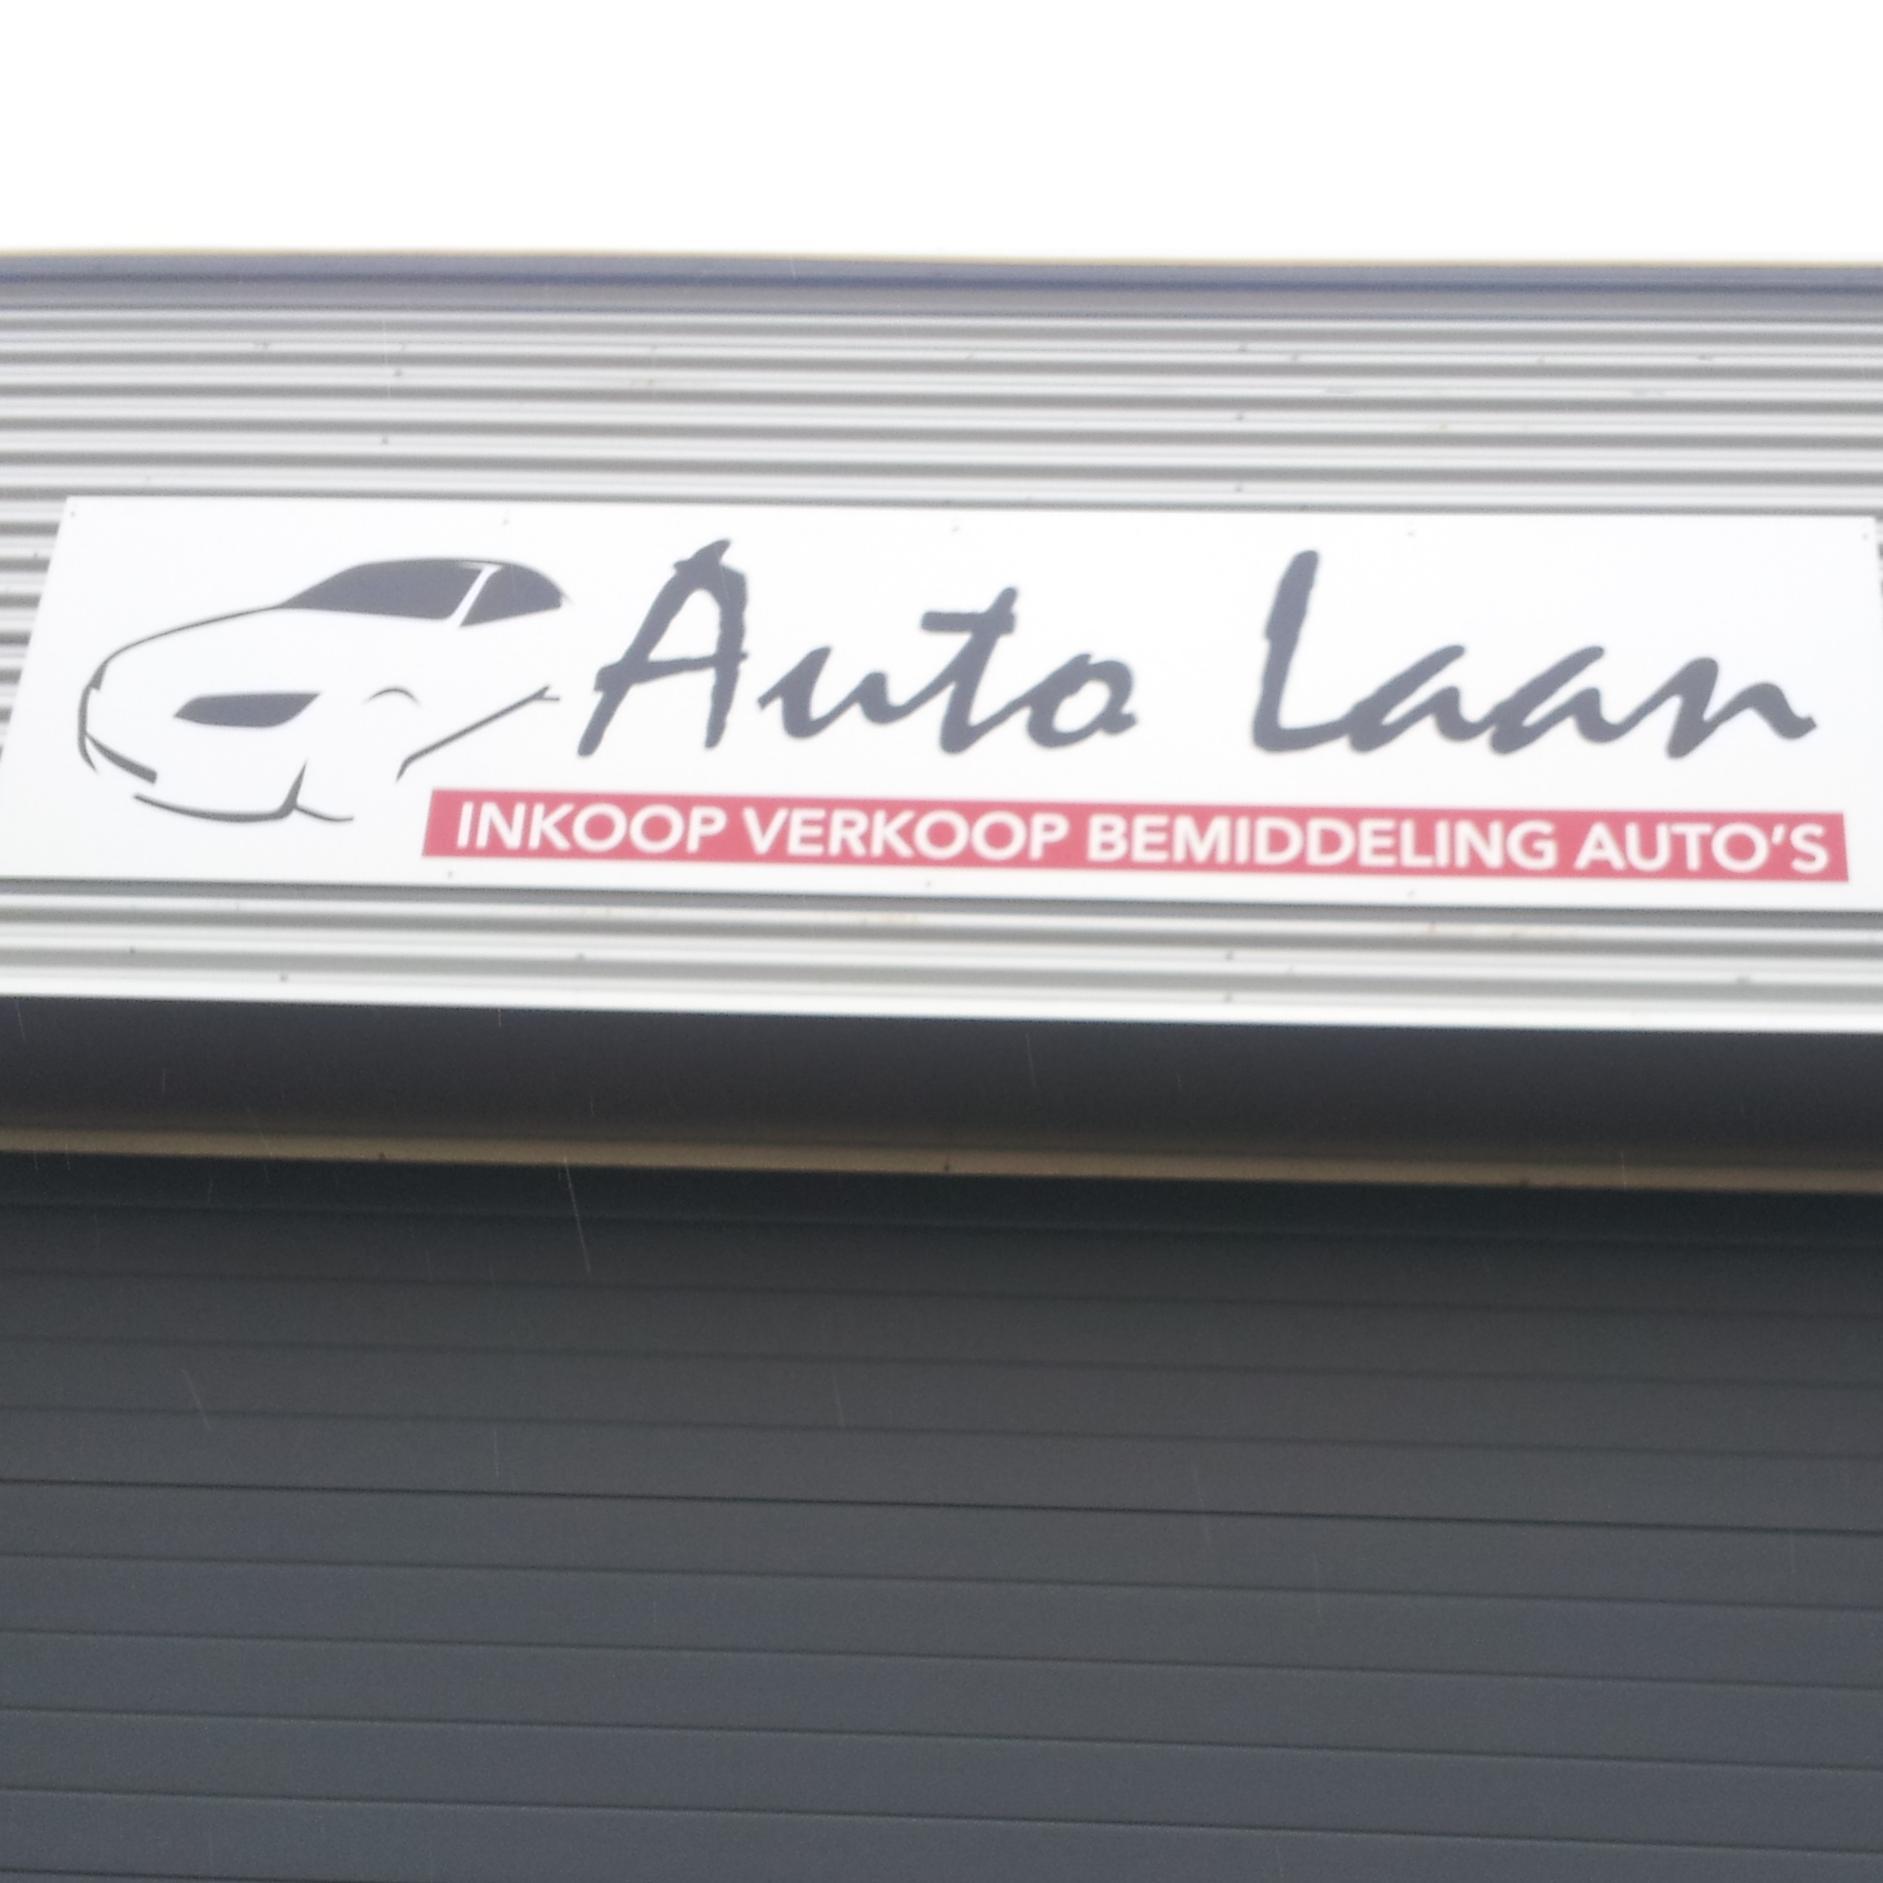 Auto Laan
INKOOP VERKOOP BEMIDDELING AUTO'S